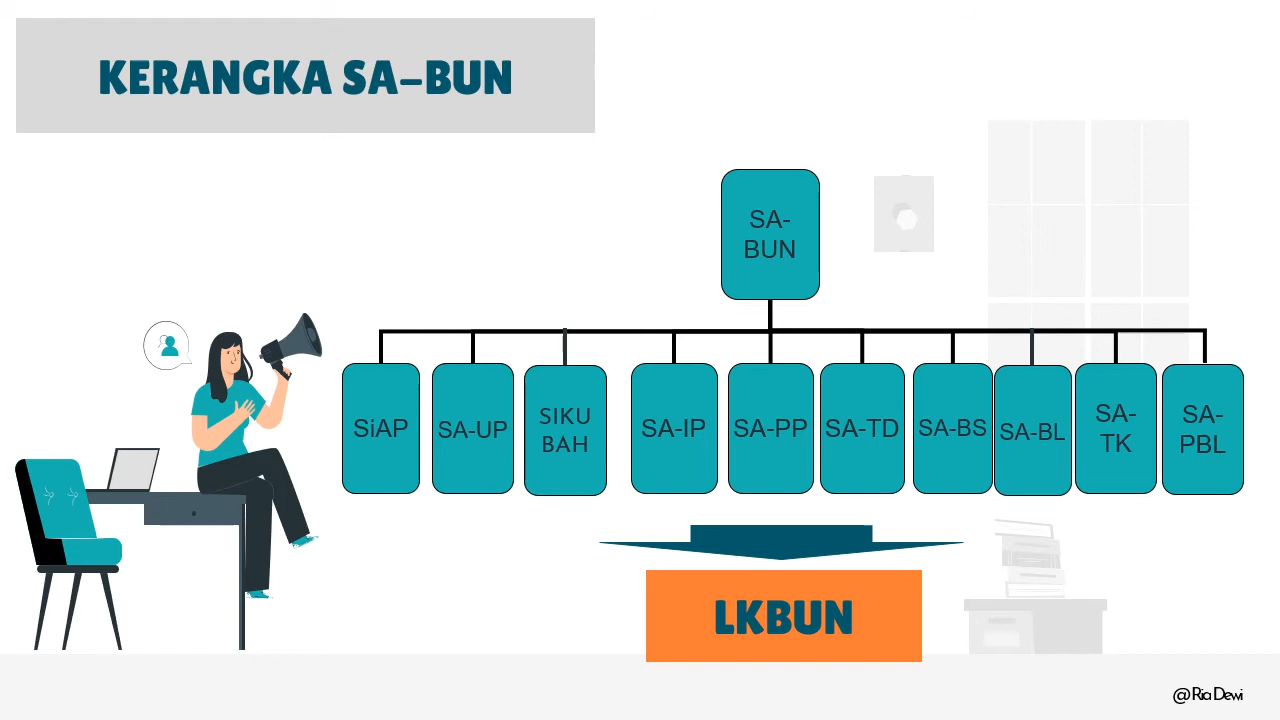 KERANGKA SA-BUN
SA-
BUN
SiAP
SA-UP
SIKU
BAH
SA-IP
SA-PP
SA-TD
SA-BS
SA-BL
SA-
TK
SA-
PBL
LKBUN
@Ria Dewi